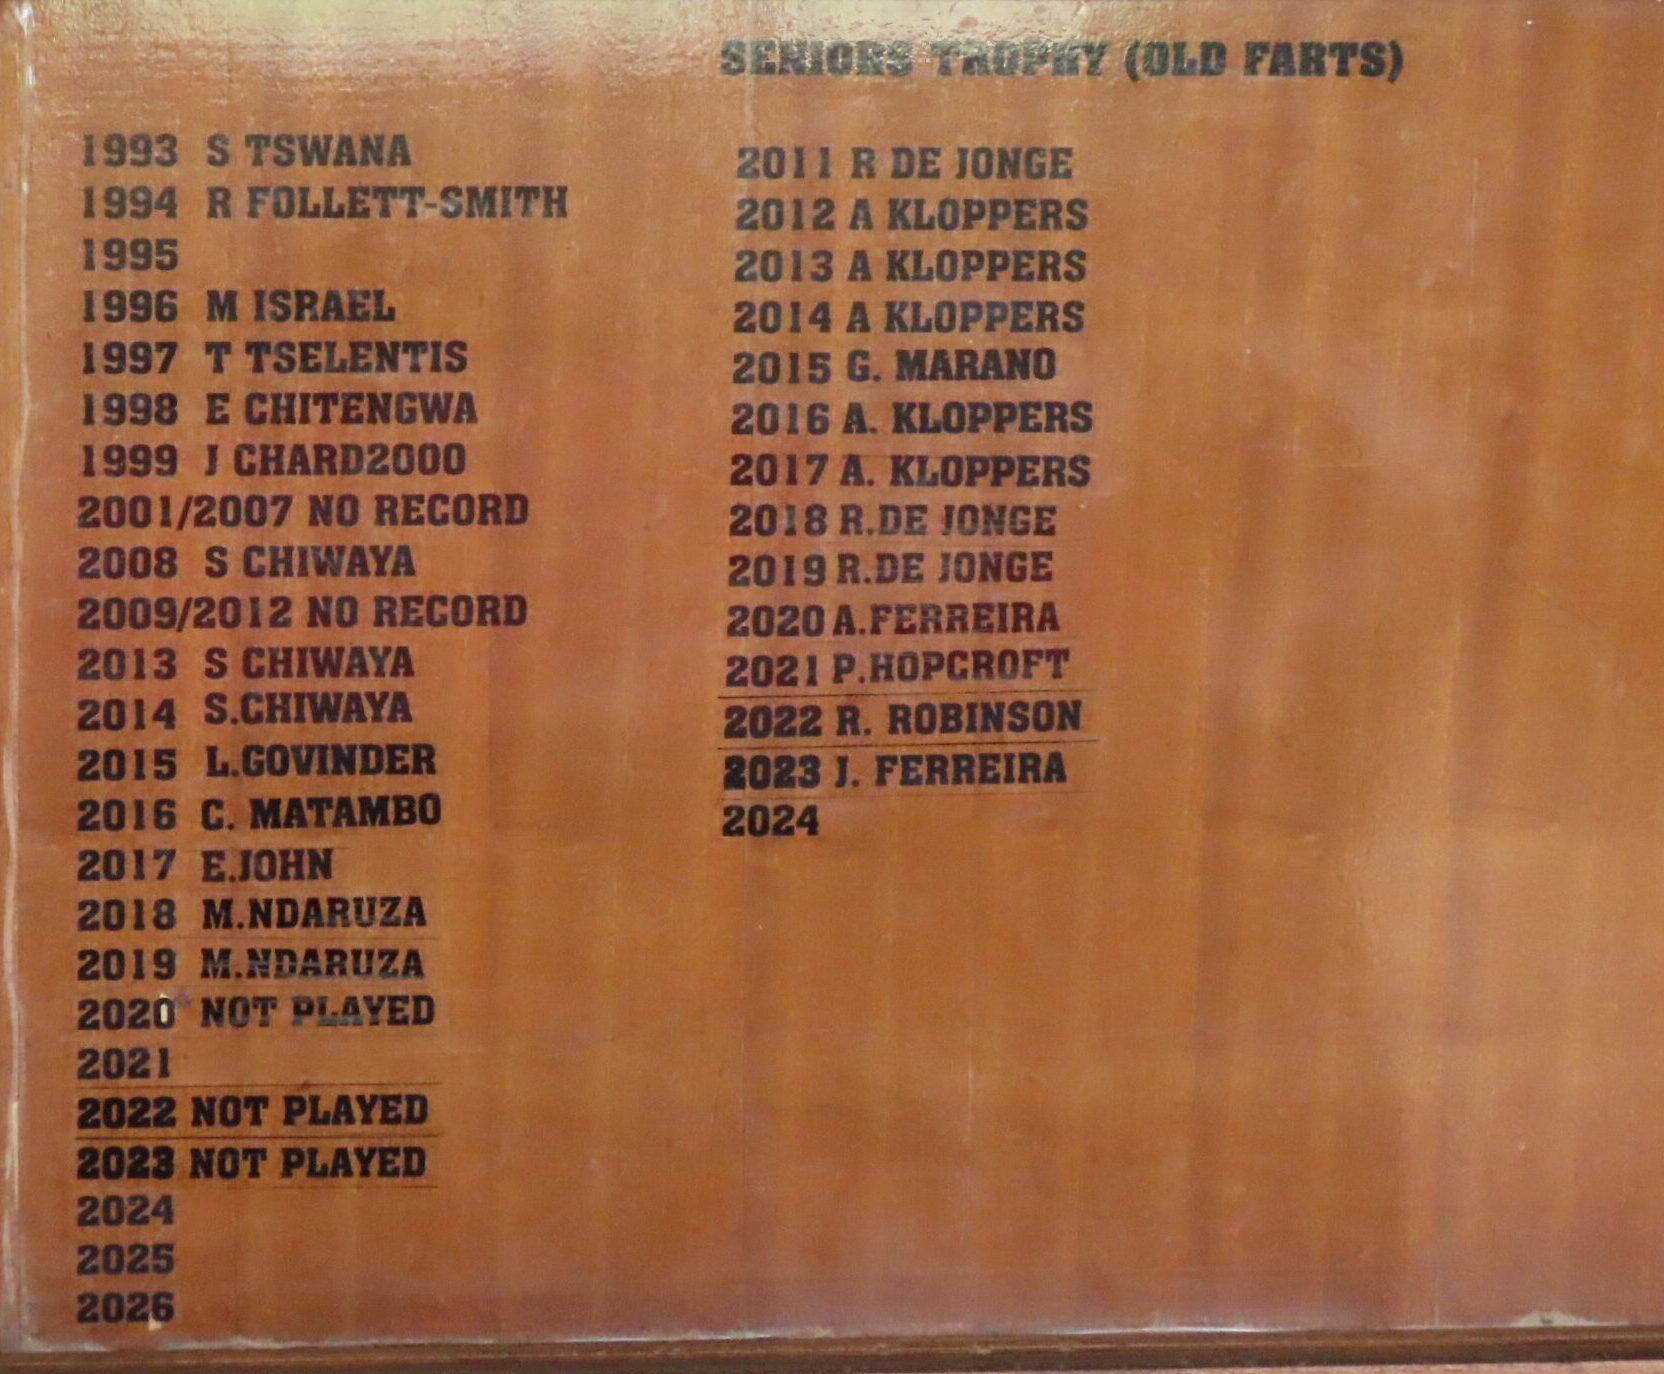 SENIORS TROPHY (OLD FARTS)
1993 S TSWANA
1994 R FOLLETT-SMITH
1995
1996 M ISRAEL
1997 T TSELENTIS
1998 E CHITENGWA
1999 J CHARD2000
2001/2007 NO RECORD
2008 S CHIWAYA
2009/2012 NO RECORD
2013 S CHIWAYA
2014 S.CHIWAYA
2015 L.GOVINDER
2016 C. MATAMBO
2017 E.JOHN
2018 M.NDARUZA
2019 M.NDARUZA
2020 NOT PLAYED
2021
2022 NOT PLAYED
2023 NOT PLAYED
2024
2025
2026
2011 R DE JONGE
2012 A KLOPPERS
2013 A KLOPPERS
2014 A KLOPPERS
2015 G. MARANO
2016 A. KLOPPERS
2017 A. KLOPPERS
2018 R.DE JONGE
2019 R.DE JONGE
2020 A.FERREIRA
2021 P.HOPCROFT
2022 R. ROBINSON
2023 J. FERREIRA
2024